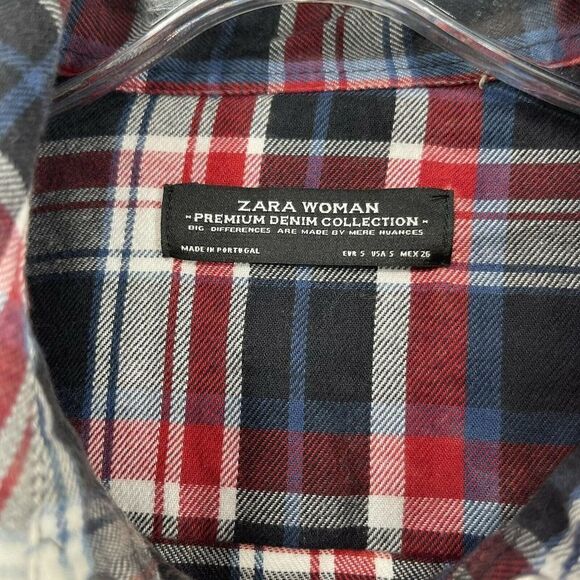 ZARA WOMAN
- PREMIUM DENIM COLLECTION -
BIG DIFFERENCES ARE MADE BY MERE NUANCES
MADE IN PORTUGAL EUR S USA S MEX 26